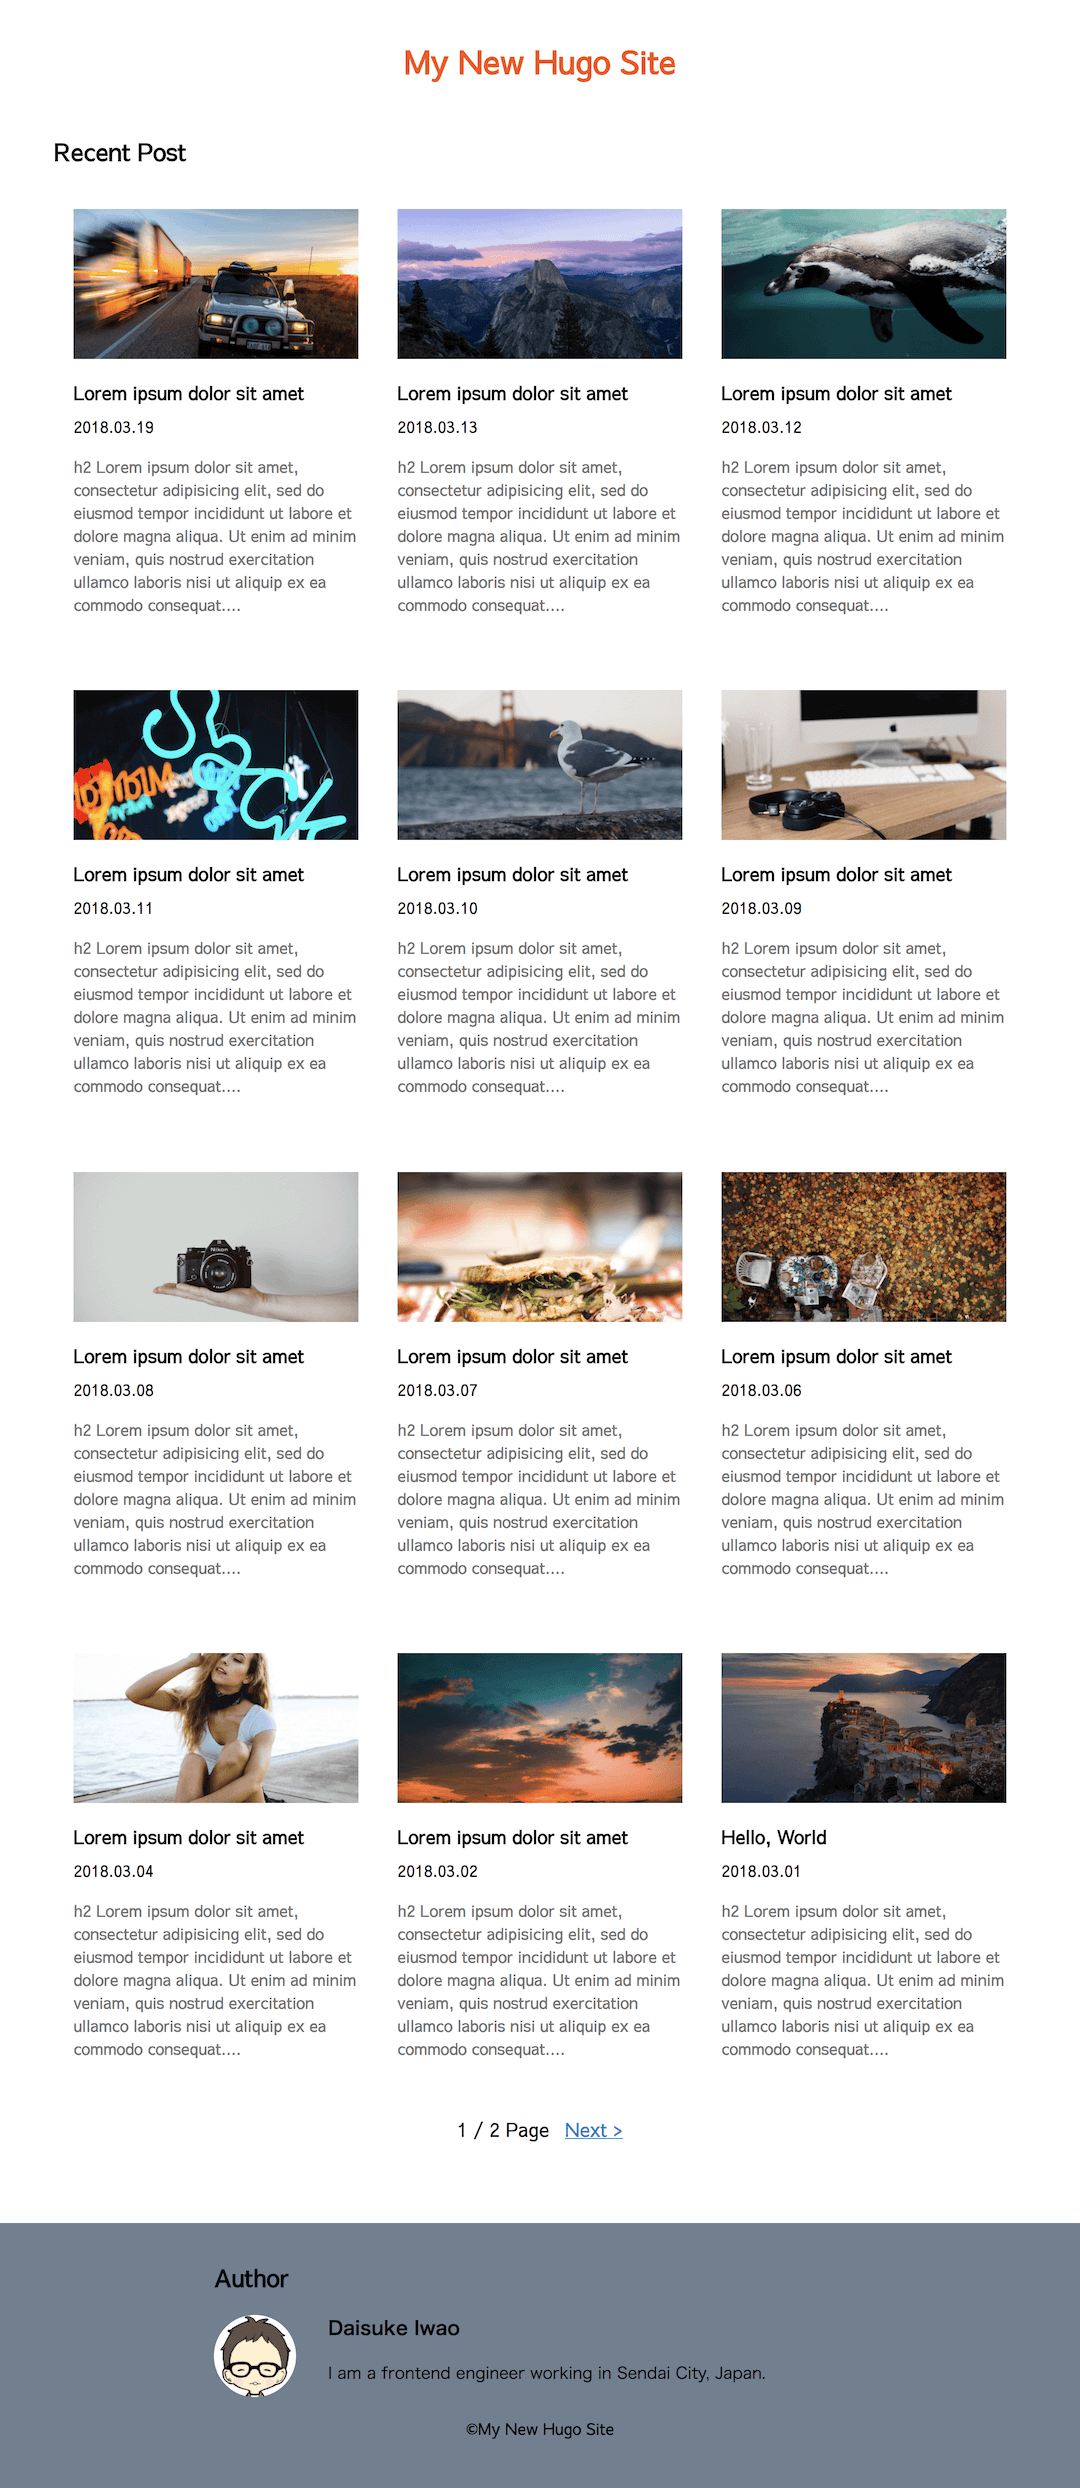 My New Hugo Site
Recent Post
Lorem ipsum dolor sit amet
2018.03.19
h2 Lorem ipsum dolor sit amet,
consectetur adipisicing elit, sed do
eiusmod tempor incididunt ut labore et
dolore magna aliqua. Ut enim ad minim
veniam, quis nostrud exercitation
ullamco laboris nisi ut aliquip ex ea
commodo consequat....
Lorem ipsum dolor sit amet
2018.03.13
h2 Lorem ipsum dolor sit amet,
consectetur adipisicing elit, sed do
eiusmod tempor incididunt ut labore et
dolore magna aliqua. Ut enim ad minim
veniam, quis nostrud exercitation
ullamco laboris nisi ut aliquip ex ea
commodo consequat....
Lorem ipsum dolor sit amet
2018.03.12
h2 Lorem ipsum dolor sit amet,
consectetur adipisicing elit, sed do
eiusmod tempor incididunt ut labore et
dolore magna aliqua. Ut enim ad minim
veniam, quis nostrud exercitation
ullamco laboris nisi ut aliquip ex ea
commodo consequat....
Lorem ipsum dolor sit amet
2018.03.11
h2 Lorem ipsum dolor sit amet,
consectetur adipisicing elit, sed do
eiusmod tempor incididunt ut labore et
dolore magna aliqua. Ut enim ad minim
veniam, quis nostrud exercitation
ullamco laboris nisi ut aliquip ex ea
commodo consequat....
Lorem ipsum dolor sit amet
2018.03.10
h2 Lorem ipsum dolor sit amet,
consectetur adipisicing elit, sed do
eiusmod tempor incididunt ut labore et
dolore magna aliqua. Ut enim ad minim
veniam, quis nostrud exercitation
ullamco laboris nisi ut aliquip ex ea
commodo consequat....
Lorem ipsum dolor sit amet
2018.03.09
h2 Lorem ipsum dolor sit amet,
consectetur adipisicing elit, sed do
eiusmod tempor incididunt ut labore et
dolore magna aliqua. Ut enim ad minim
veniam, quis nostrud exercitation
ullamco laboris nisi ut aliquip ex ea
commodo consequat....
Nikon
Lorem ipsum dolor sit amet
2018.03.08
h2 Lorem ipsum dolor sit amet,
consectetur adipisicing elit, sed do
eiusmod tempor incididunt ut labore et
dolore magna aliqua. Ut enim ad minim
veniam, quis nostrud exercitation
ullamco laboris nisi ut aliquip ex ea
commodo consequat....
Lorem ipsum dolor sit amet
2018.03.07
h2 Lorem ipsum dolor sit amet,
consectetur adipisicing elit, sed do
eiusmod tempor incididunt ut labore et
dolore magna aliqua. Ut enim ad minim
veniam, quis nostrud exercitation
ullamco laboris nisi ut aliquip ex ea
commodo consequat....
Lorem ipsum dolor sit amet
2018.03.06
h2 Lorem ipsum dolor sit amet,
consectetur adipisicing elit, sed do
eiusmod tempor incididunt ut labore et
dolore magna aliqua. Ut enim ad minim
veniam, quis nostrud exercitation
ullamco laboris nisi ut aliquip ex ea
commodo consequat....
Lorem ipsum dolor sit amet
2018.03.04
h2 Lorem ipsum dolor sit amet,
consectetur adipisicing elit, sed do
eiusmod tempor incididunt ut labore et
dolore magna aliqua. Ut enim ad minim
veniam, quis nostrud exercitation
ullamco laboris nisi ut aliquip ex ea
commodo consequat....
Lorem ipsum dolor sit amet
2018.03.02
h2 Lorem ipsum dolor sit amet,
consectetur adipisicing elit, sed do
eiusmod tempor incididunt ut labore et
dolore magna aliqua. Ut enim ad minim
veniam, quis nostrud exercitation
ullamco laboris nisi ut aliquip ex ea
commodo consequat....
Hello, World
2018.03.01
h2 Lorem ipsum dolor sit amet,
consectetur adipisicing elit, sed do
eiusmod tempor incididunt ut labore et
dolore magna aliqua. Ut enim ad minim
veniam, quis nostrud exercitation
ullamco laboris nisi ut aliquip ex ea
commodo consequat....
1 / 2 Page Next >
Author
Daisuke Iwao
I am a frontend engineer working in Sendai City, Japan.
©My New Hugo Site